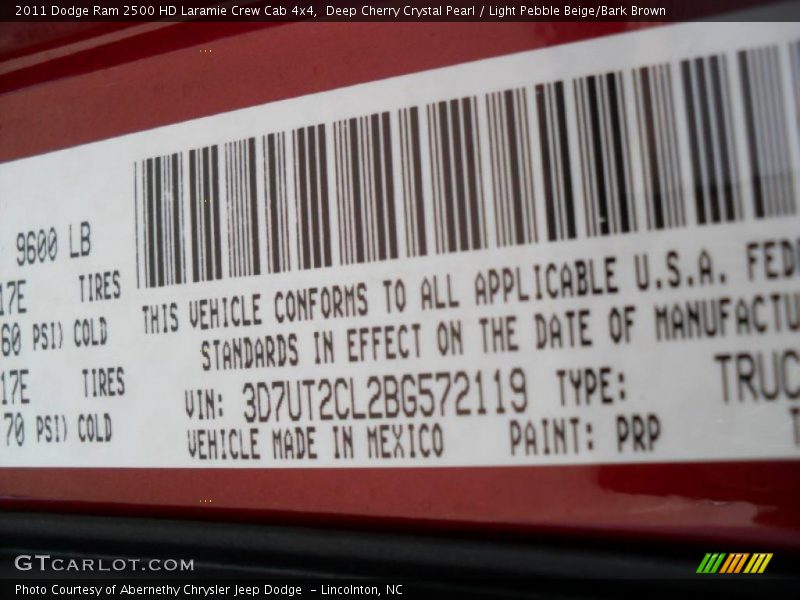 2011 Dodge Ram 2500 HD Laramie Crew Cab 4x4,  Deep Cherry Crystal Pearl / Light Pebble Beige/Bark Brown
9600 LB
17E TIRES
60 PSI) COLD
17E TIRES
70 PSI) COLD
THIS VEHICLE CONFORMS TO ALL APPLICABLE U.S.A. FED
STANDARDS IN EFFECT ON THE DATE OF MANUFACTU
VIN: 3D7UT2CL2BG572119 TYPE: TRUC
VEHICLE MADE IN MEXICO PAINT: PRP
GTCARLOT.COM
Photo Courtesy of Abernethy Chrysler Jeep Dodge  - Lincolnton, NC